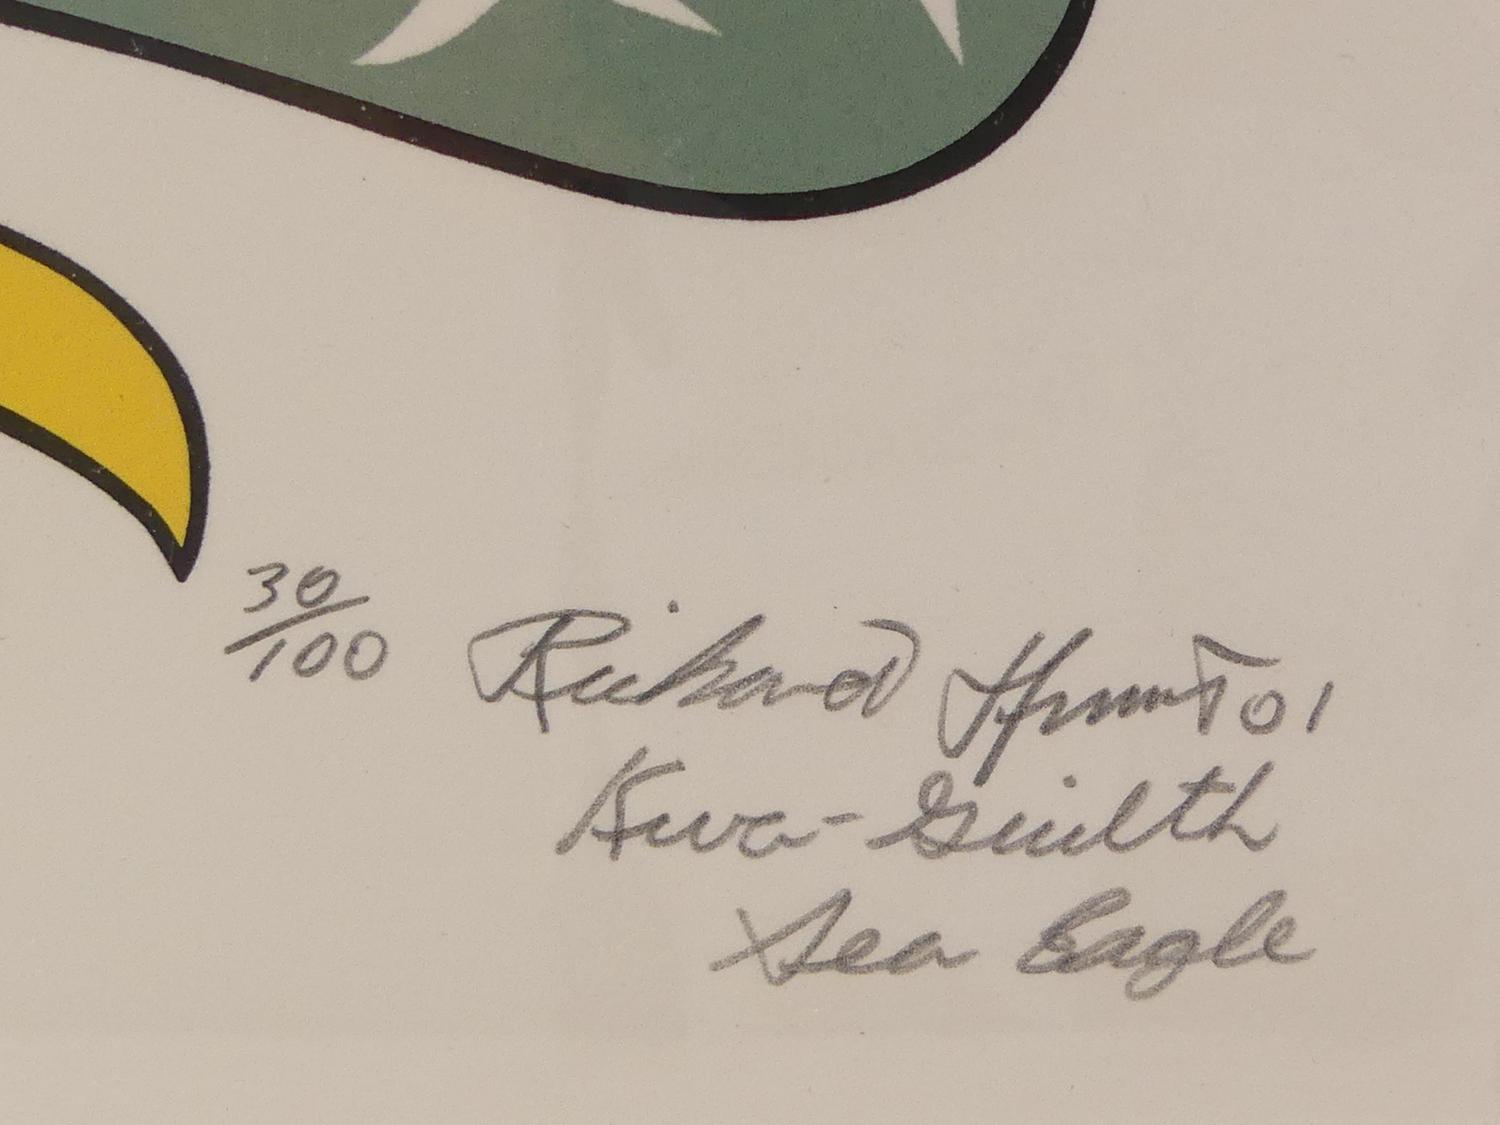 30/100 Richard Hunt 01
Kwa-Guilth
Sea Eagle